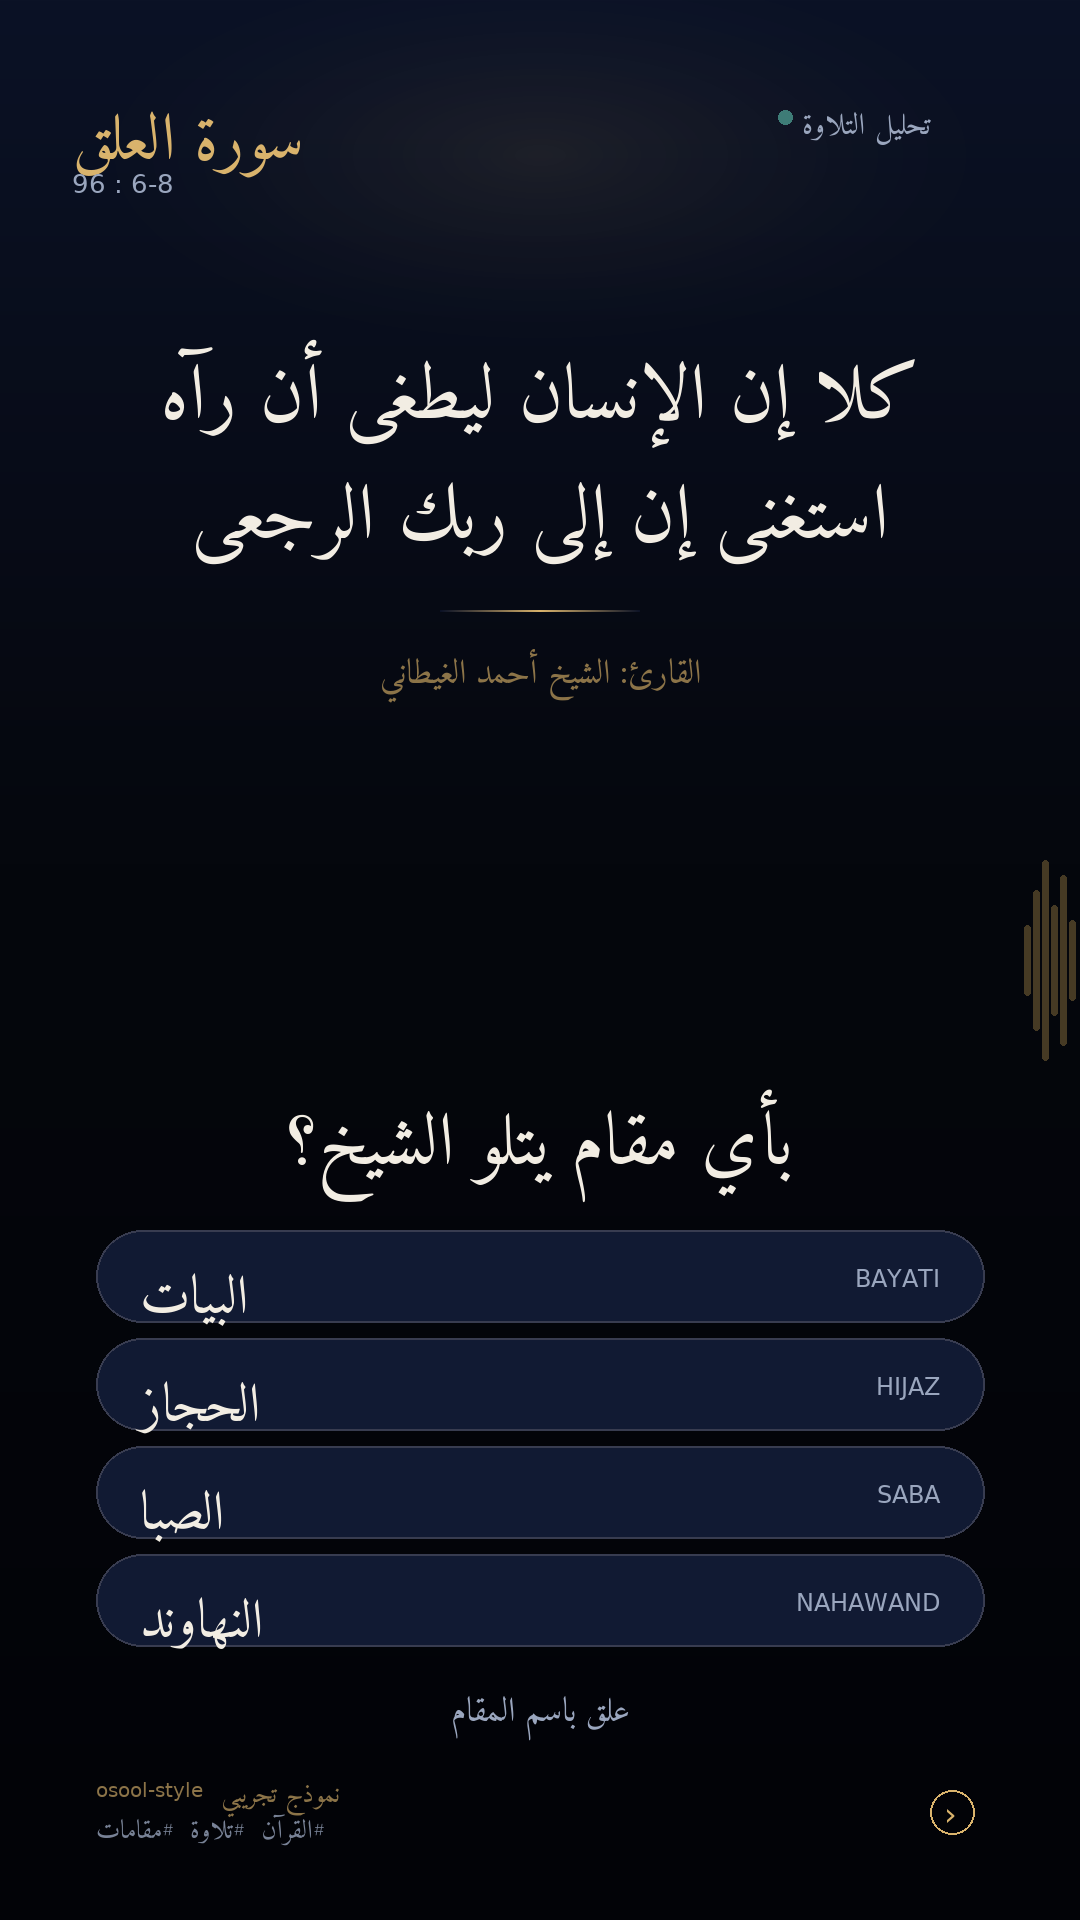 سورة العلق
96 : 6-8
تحليل التلاوة
كلا إن الإنسان ليطغى أن رآه
استغنى إن إلى ربك الرجعى
القارئ: الشيخ أحمد الغيطاني
بأي مقام يتلو الشيخ؟
البيات BAYATI
الحجاز HIJAZ
الصبا SABA
النهاوند NAHAWAND
علق باسم المقام
osool-style نموذج تجريبي
#القرآن #تلاوة #مقامات